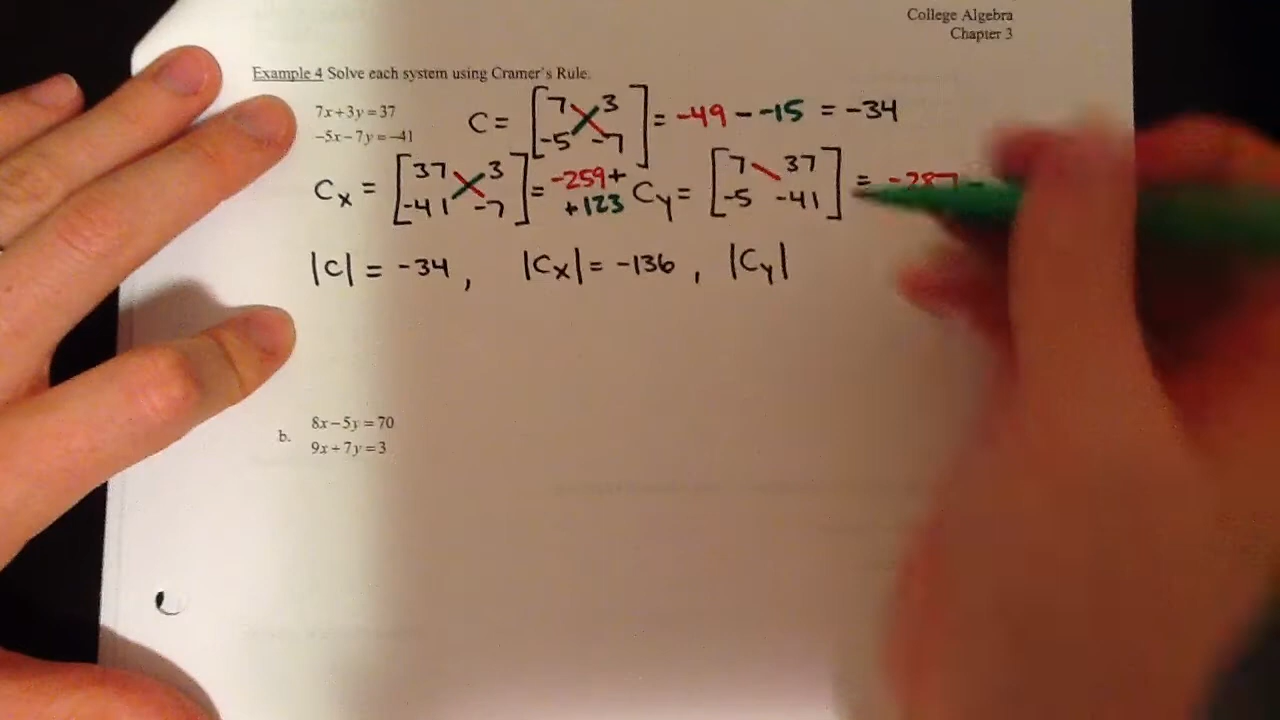 College Algebra
Chapter 3
Example 4 Solve each system using Cramer's Rule.
7x+3y=37
-5x-7y=-41
C = [7 3
-5 -7] = -49 - -15 = -34
Cx = [37 3
-41 -7] = -259+
+123
Cy = [7 37
-5 -41] = -287 -
|C| = -34 , |Cx| = -136 , |Cy|
b.
8x-5y=70
9x+7y=3